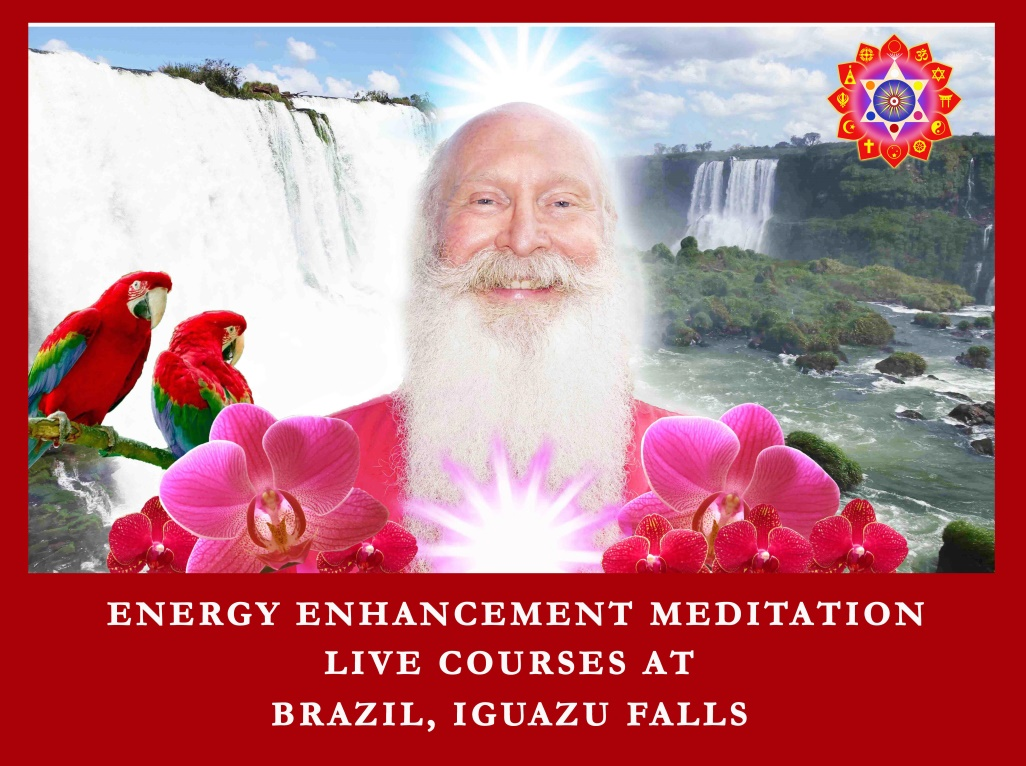 ENERGY ENHANCEMENT MEDITATION
LIVE COURSES AT
BRAZIL, IGUAZU FALLS